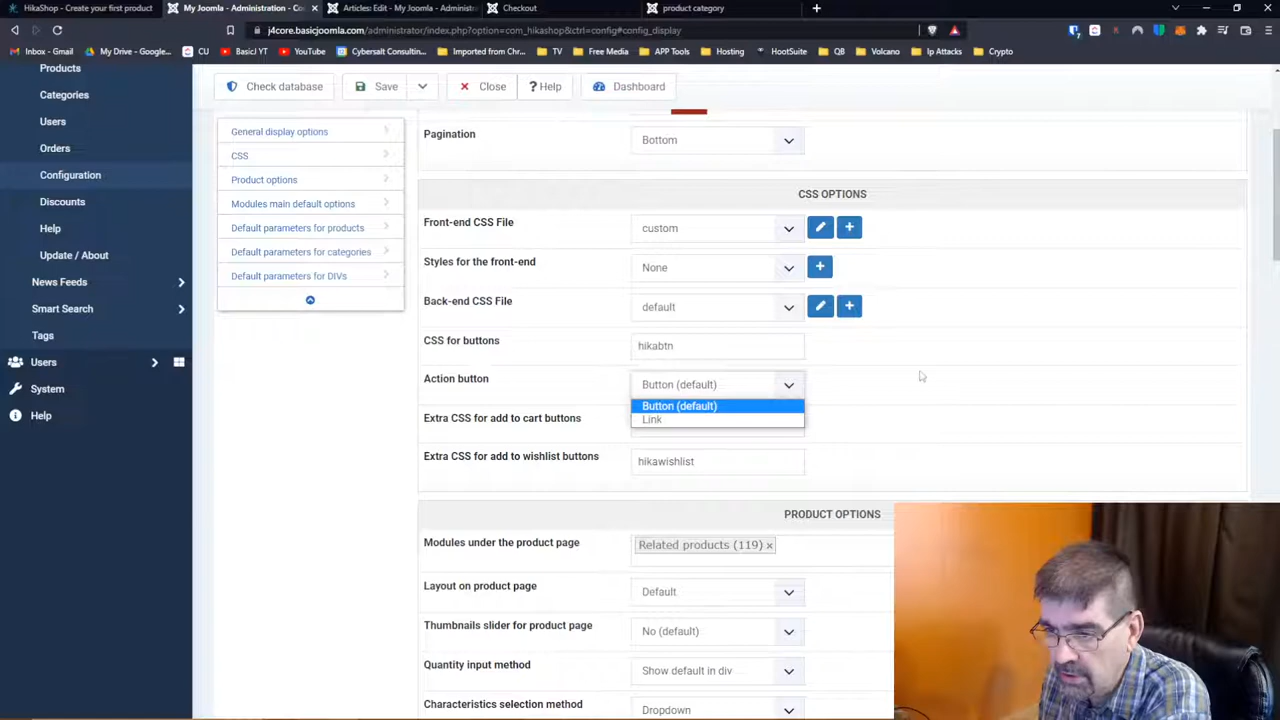 HikaShop - Create your first product
My Joomla - Administration - Co
Articles: Edit - My Joomla - Administ
Checkout
product category
j4core.basicjoomla.com/administrator/index.php?option=com_hikashop&ctrl=config#config_display
Inbox - Gmail
My Drive - Google...
CU
BasicJ YT
YouTube
Cybersalt Consultin...
Imported from Chr...
TV
Free Media
APP Tools
Hosting
HootSuite
QB
Volcano
Ip Attacks
Crypto
Products
Categories
Users
Orders
Configuration
Discounts
Help
Update / About
News Feeds
Smart Search
Tags
Users
System
Help
Check database
Save
Close
? Help
Dashboard
General display options
CSS
Product options
Modules main default options
Default parameters for products
Default parameters for categories
Default parameters for DIVs
Pagination
Bottom
CSS OPTIONS
Front-end CSS File
custom
Styles for the front-end
None
Back-end CSS File
default
CSS for buttons
hikabtn
Action button
Button (default)
Button (default)
Link
Extra CSS for add to cart buttons
Extra CSS for add to wishlist buttons
hikawishlist
PRODUCT OPTIONS
Modules under the product page
Related products (119) ×
Layout on product page
Default
Thumbnails slider for product page
No (default)
Quantity input method
Show default in div
Characteristics selection method
Dropdown